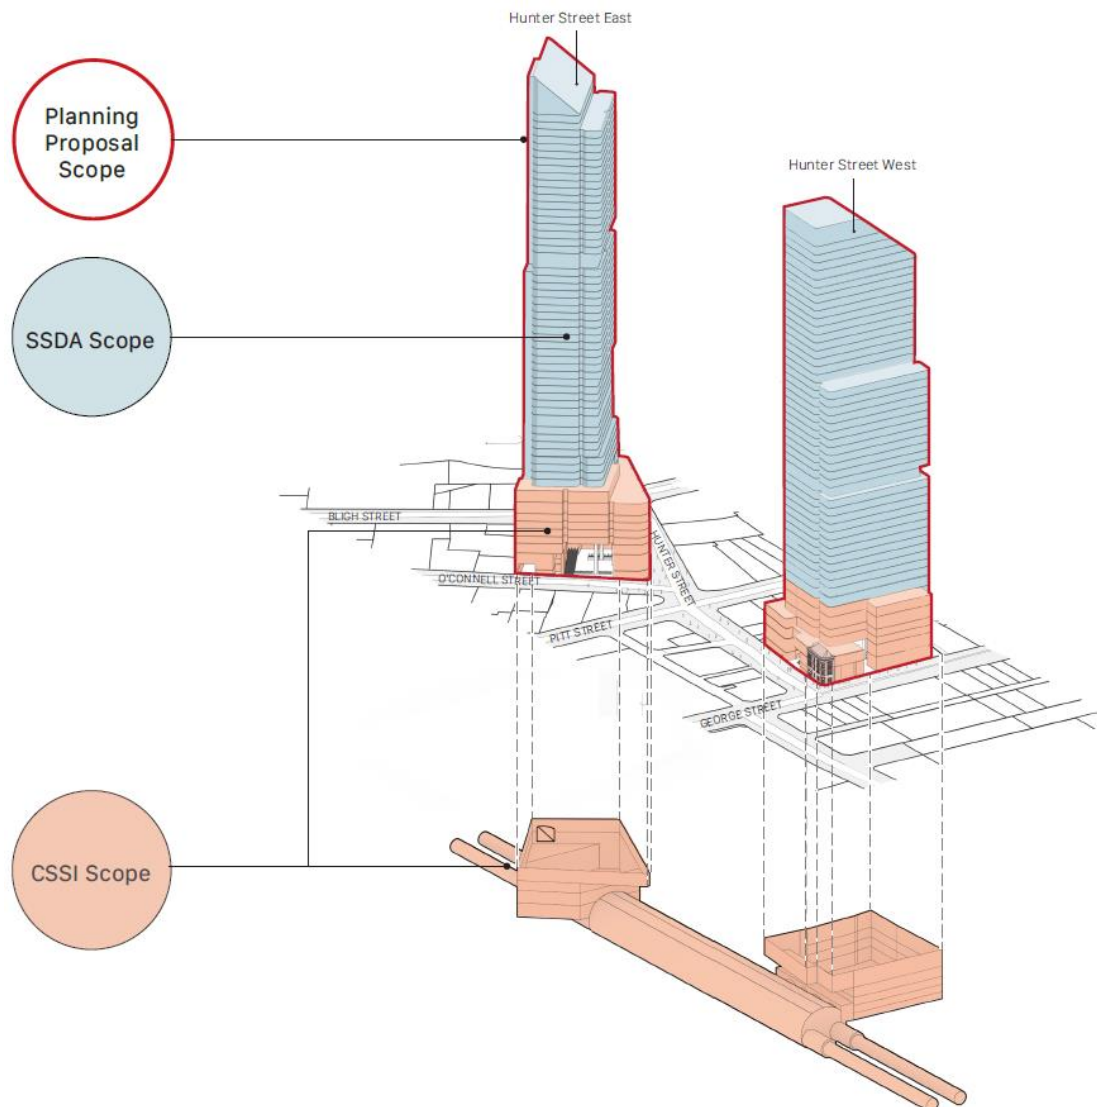 Hunter Street East
Planning
Proposal
Scope
Hunter Street West
SSDA Scope
BLIGH STREET
HUNTER STREET
O'CONNELL STREET
PITT STREET
GEORGE STREET
CSSI Scope